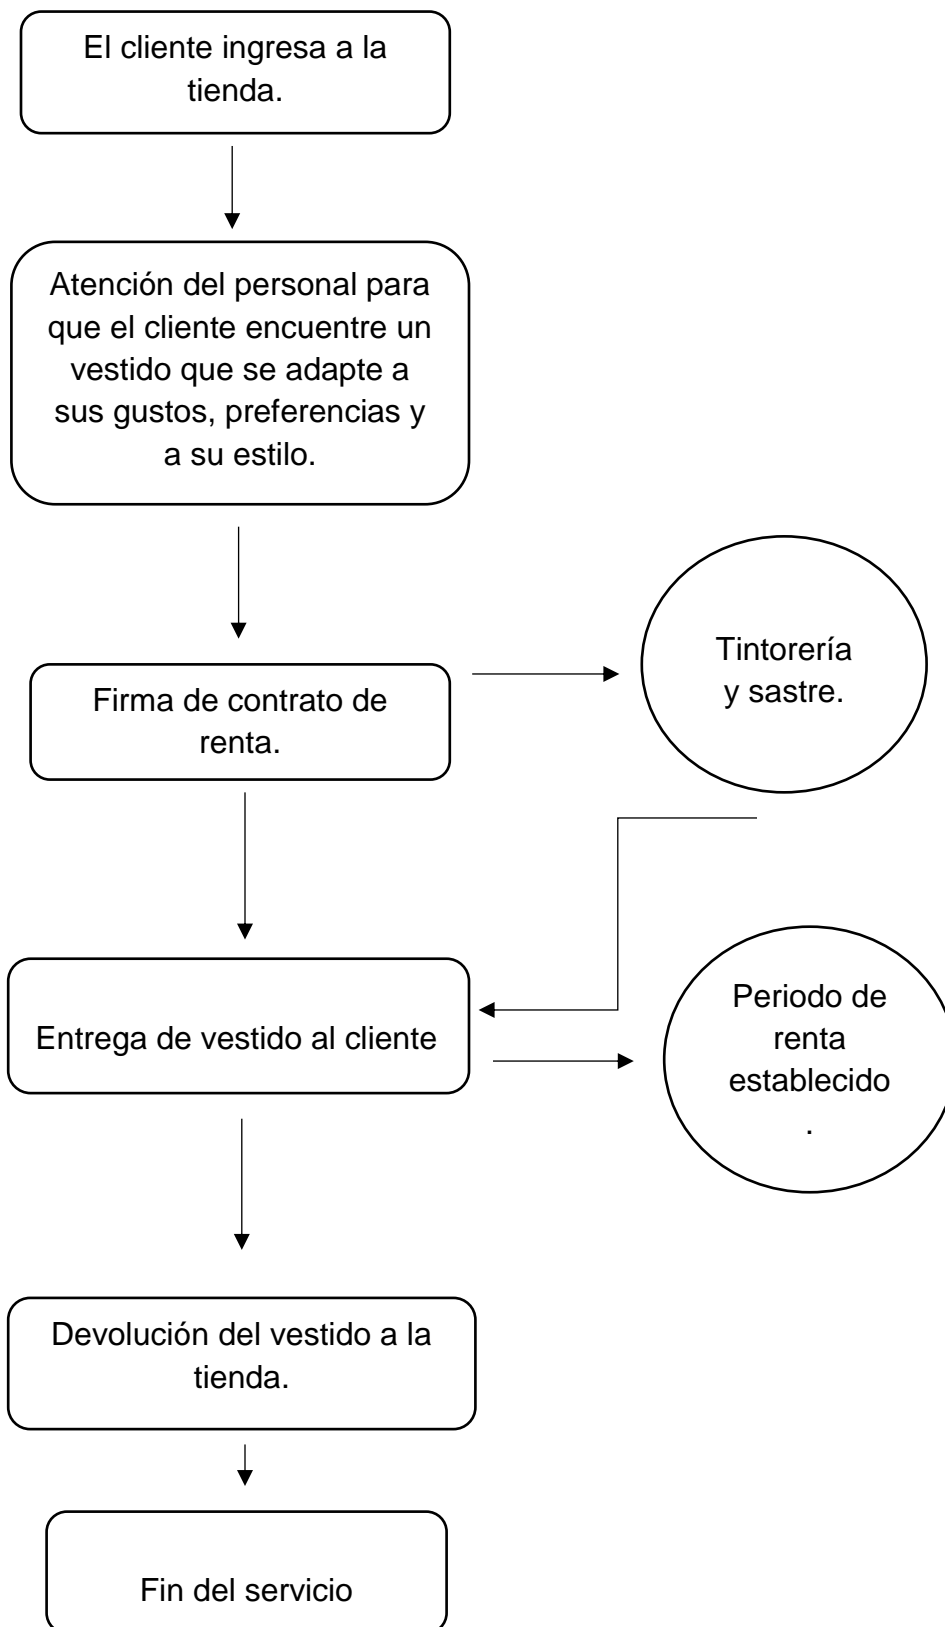 El cliente ingresa a la
tienda.
Atención del personal para
que el cliente encuentre un
vestido que se adapte a
sus gustos, preferencias y
a su estilo.
Tintorería
y sastre.
Firma de contrato de
renta.
Periodo de
renta
establecido
.
Entrega de vestido al cliente
Devolución del vestido a la
tienda.
Fin del servicio